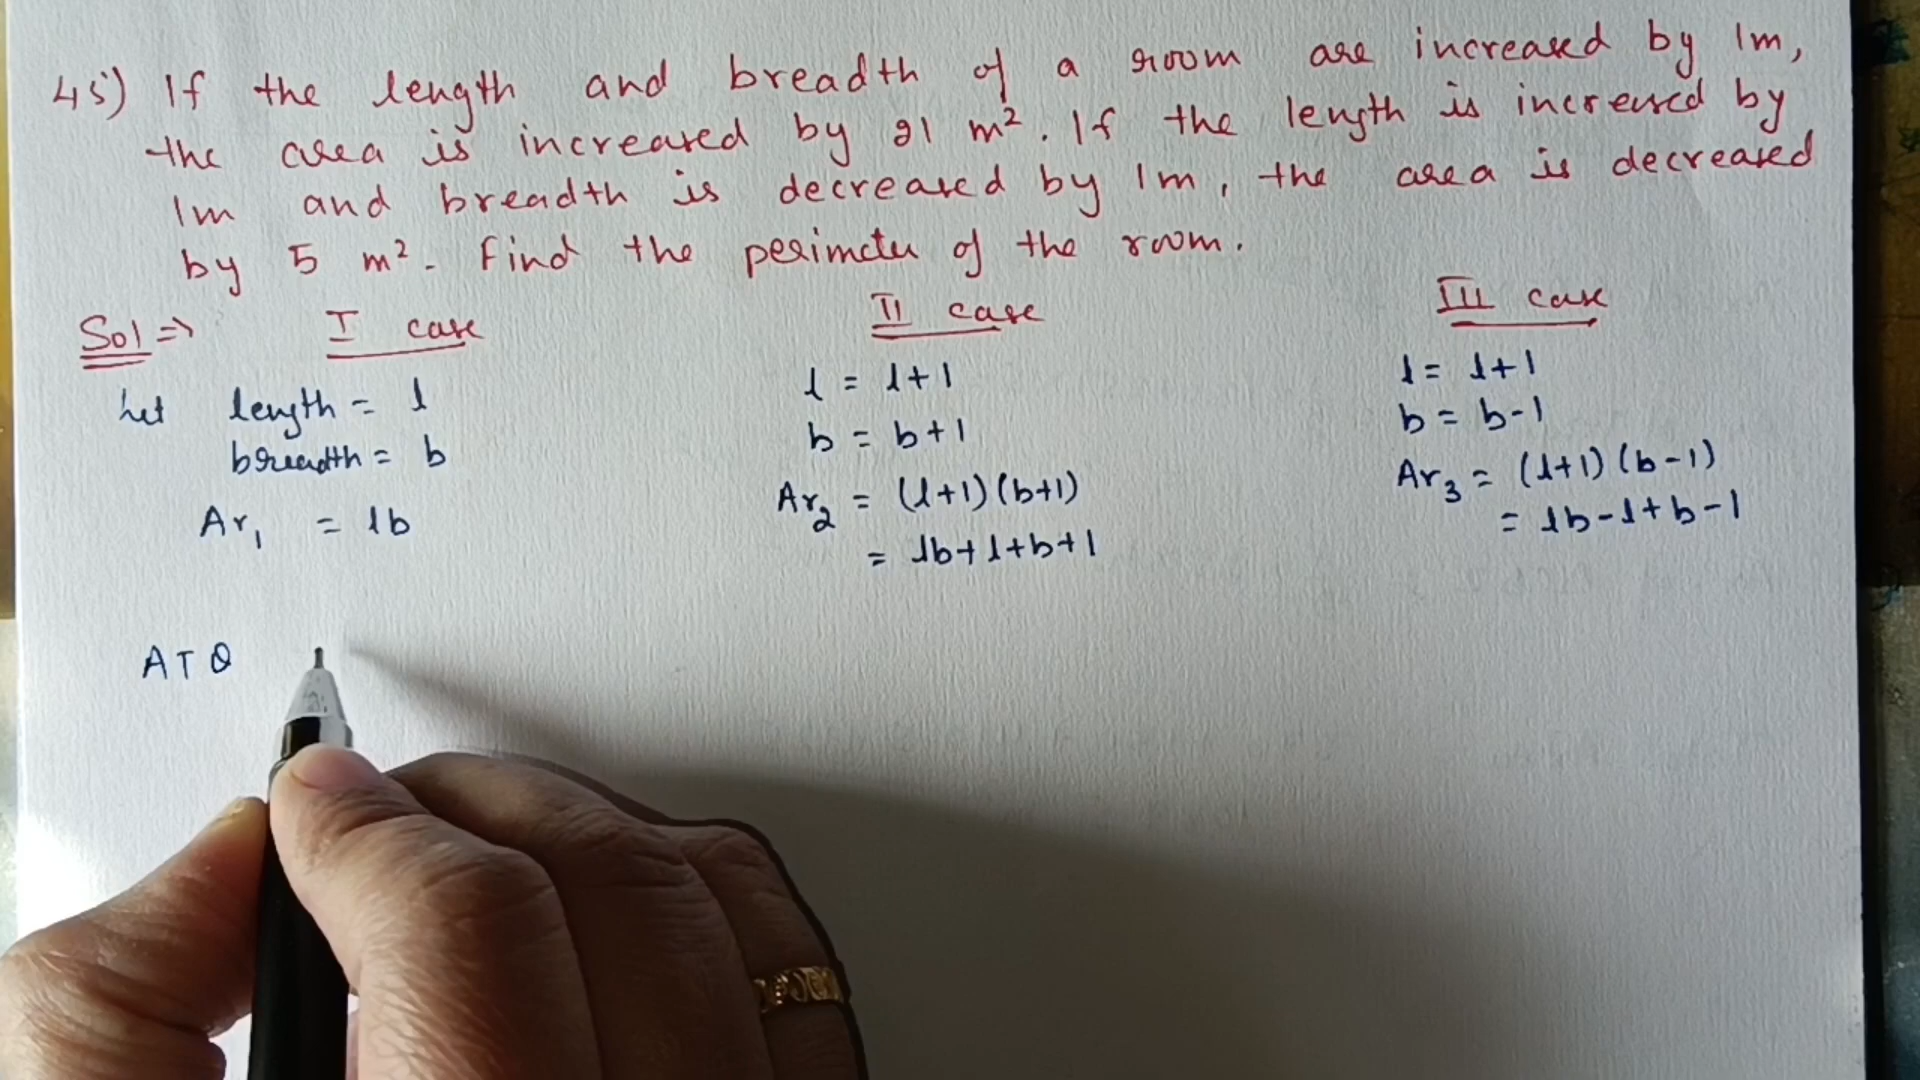 45) If the length and breadth of a room are increased by 1m,
the area is increased by 21 m². If the length is increased by
1m and breadth is decreased by 1m, the area is decreased
by 5 m². Find the perimeter of the room.
Sol => I case II case III case
Let length = l
breadth = b
Ar₁ = lb
l = l+1
b = b+1
Ar₂ = (l+1)(b+1)
= lb+l+b+1
l = l+1
b = b-1
Ar₃ = (l+1)(b-1)
= lb-l+b-1
ATQ